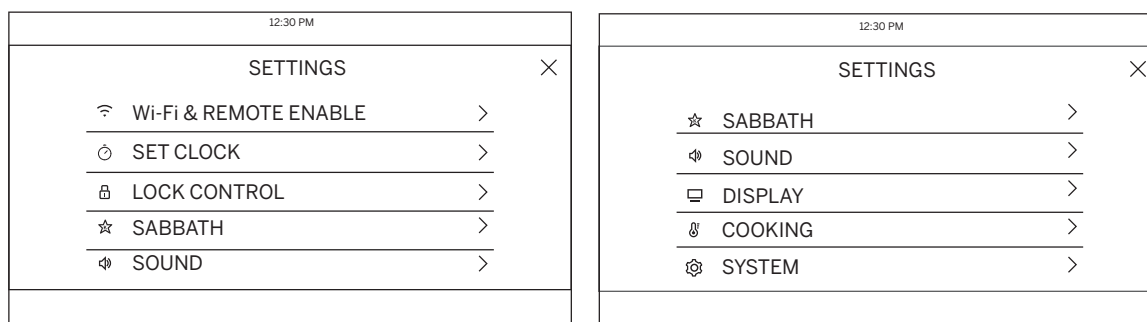 12:30 PM
SETTINGS
Wi-Fi & REMOTE ENABLE
SET CLOCK
LOCK CONTROL
SABBATH
SOUND
12:30 PM
SETTINGS
SABBATH
SOUND
DISPLAY
COOKING
SYSTEM